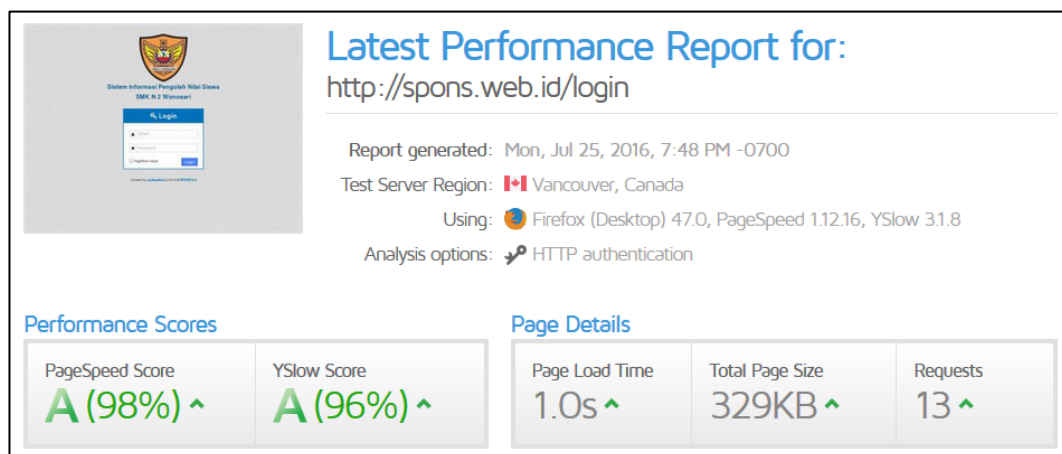 Sistem Informasi Pengolah Nilai Siswa
SMK N 2 Wonosari
Login
Password
Login
Latest Performance Report for:
http://spons.web.id/login
Report generated: Mon, Jul 25, 2016, 7:48 PM -0700
Test Server Region: Vancouver, Canada
Using: Firefox (Desktop) 47.0, PageSpeed 1.12.16, YSlow 3.1.8
Analysis options: HTTP authentication
Performance Scores
PageSpeed Score
A (98%)
YSlow Score
A (96%)
Page Details
Page Load Time
1.0s
Total Page Size
329KB
Requests
13